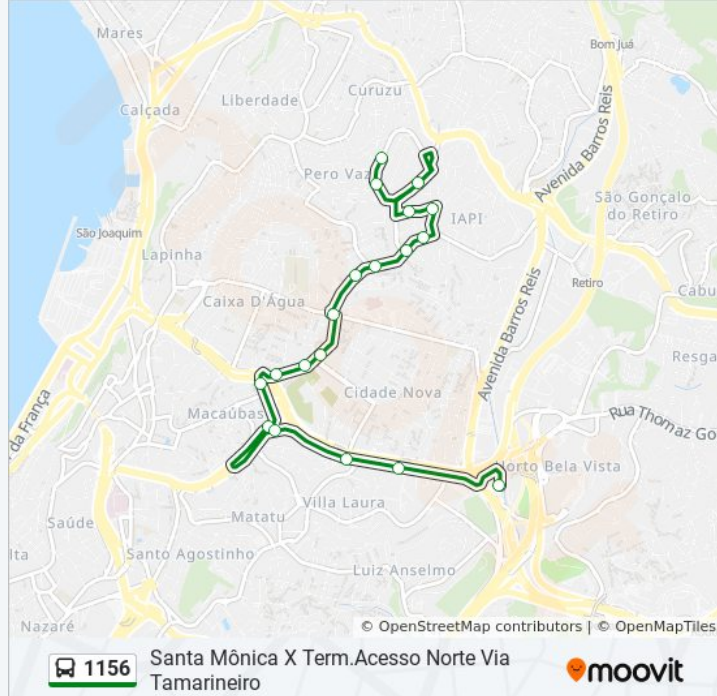 Mares
Bom Juá
Curuzu
Calçada
Liberdade
Avenida Barros Reis
Pero Vaz
São Gonçalo
do Retiro
IAPI
São Joaquim
Lapinha
Retiro
Cabu
Caixa D'Água
Avenida Barros Reis
Resga
Cidade Nova
da França
Macaúbas
Rua Thomaz Go
Horto Bela Vista
Villa Laura
Saúde
Matatu
lta
Santo Agostinho
Luiz Anselmo
Nazaré
© OpenStreetMap contributors | © OpenMapTiles
1156
Santa Mônica X Term.Acesso Norte Via
Tamarineiro
moovit